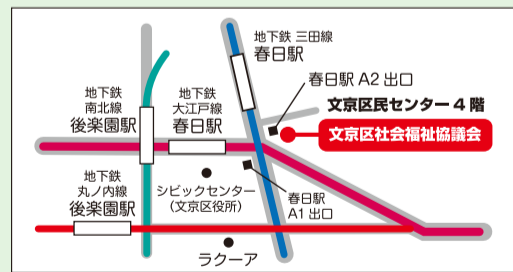 地下鉄 三田線
春日駅
春日駅 A2 出口
文京区民センター 4 階
文京区社会福祉協議会
地下鉄
南北線
後楽園駅
地下鉄
大江戸線
春日駅
地下鉄
丸ノ内線
後楽園駅
シビックセンター
(文京区役所)
春日駅
A1 出口
ラクーア